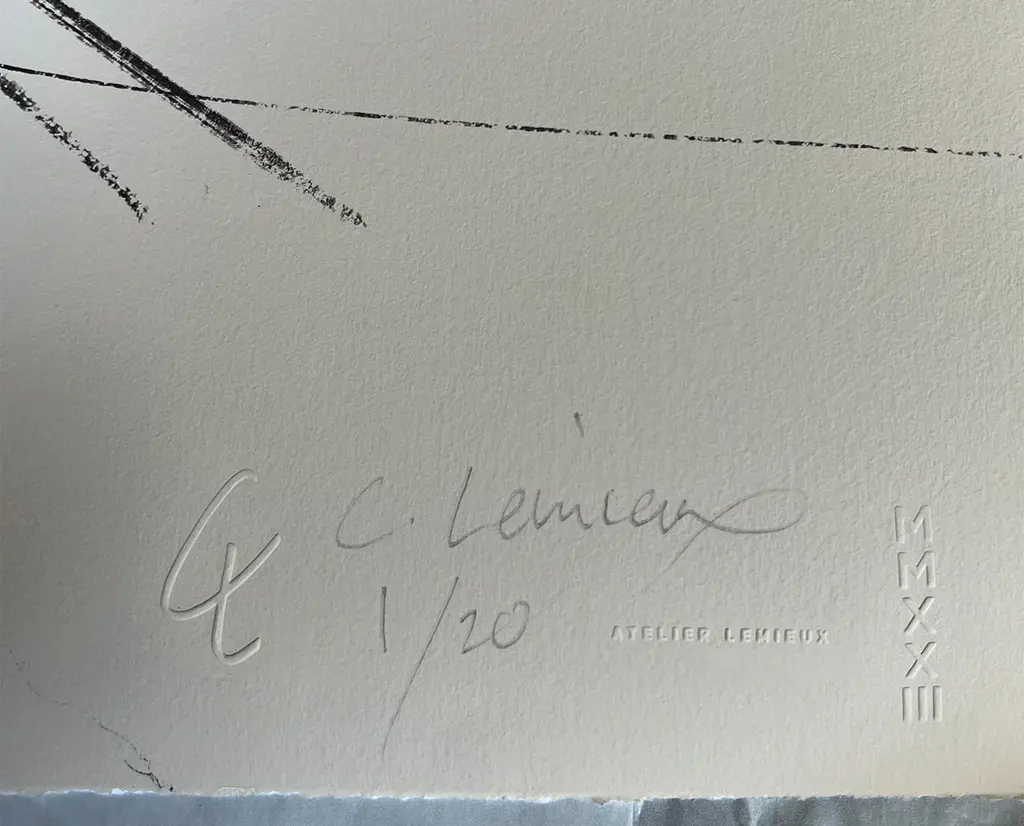 C. Lemieux
1/20
ATELIER LEMIEUX
MMXXIII